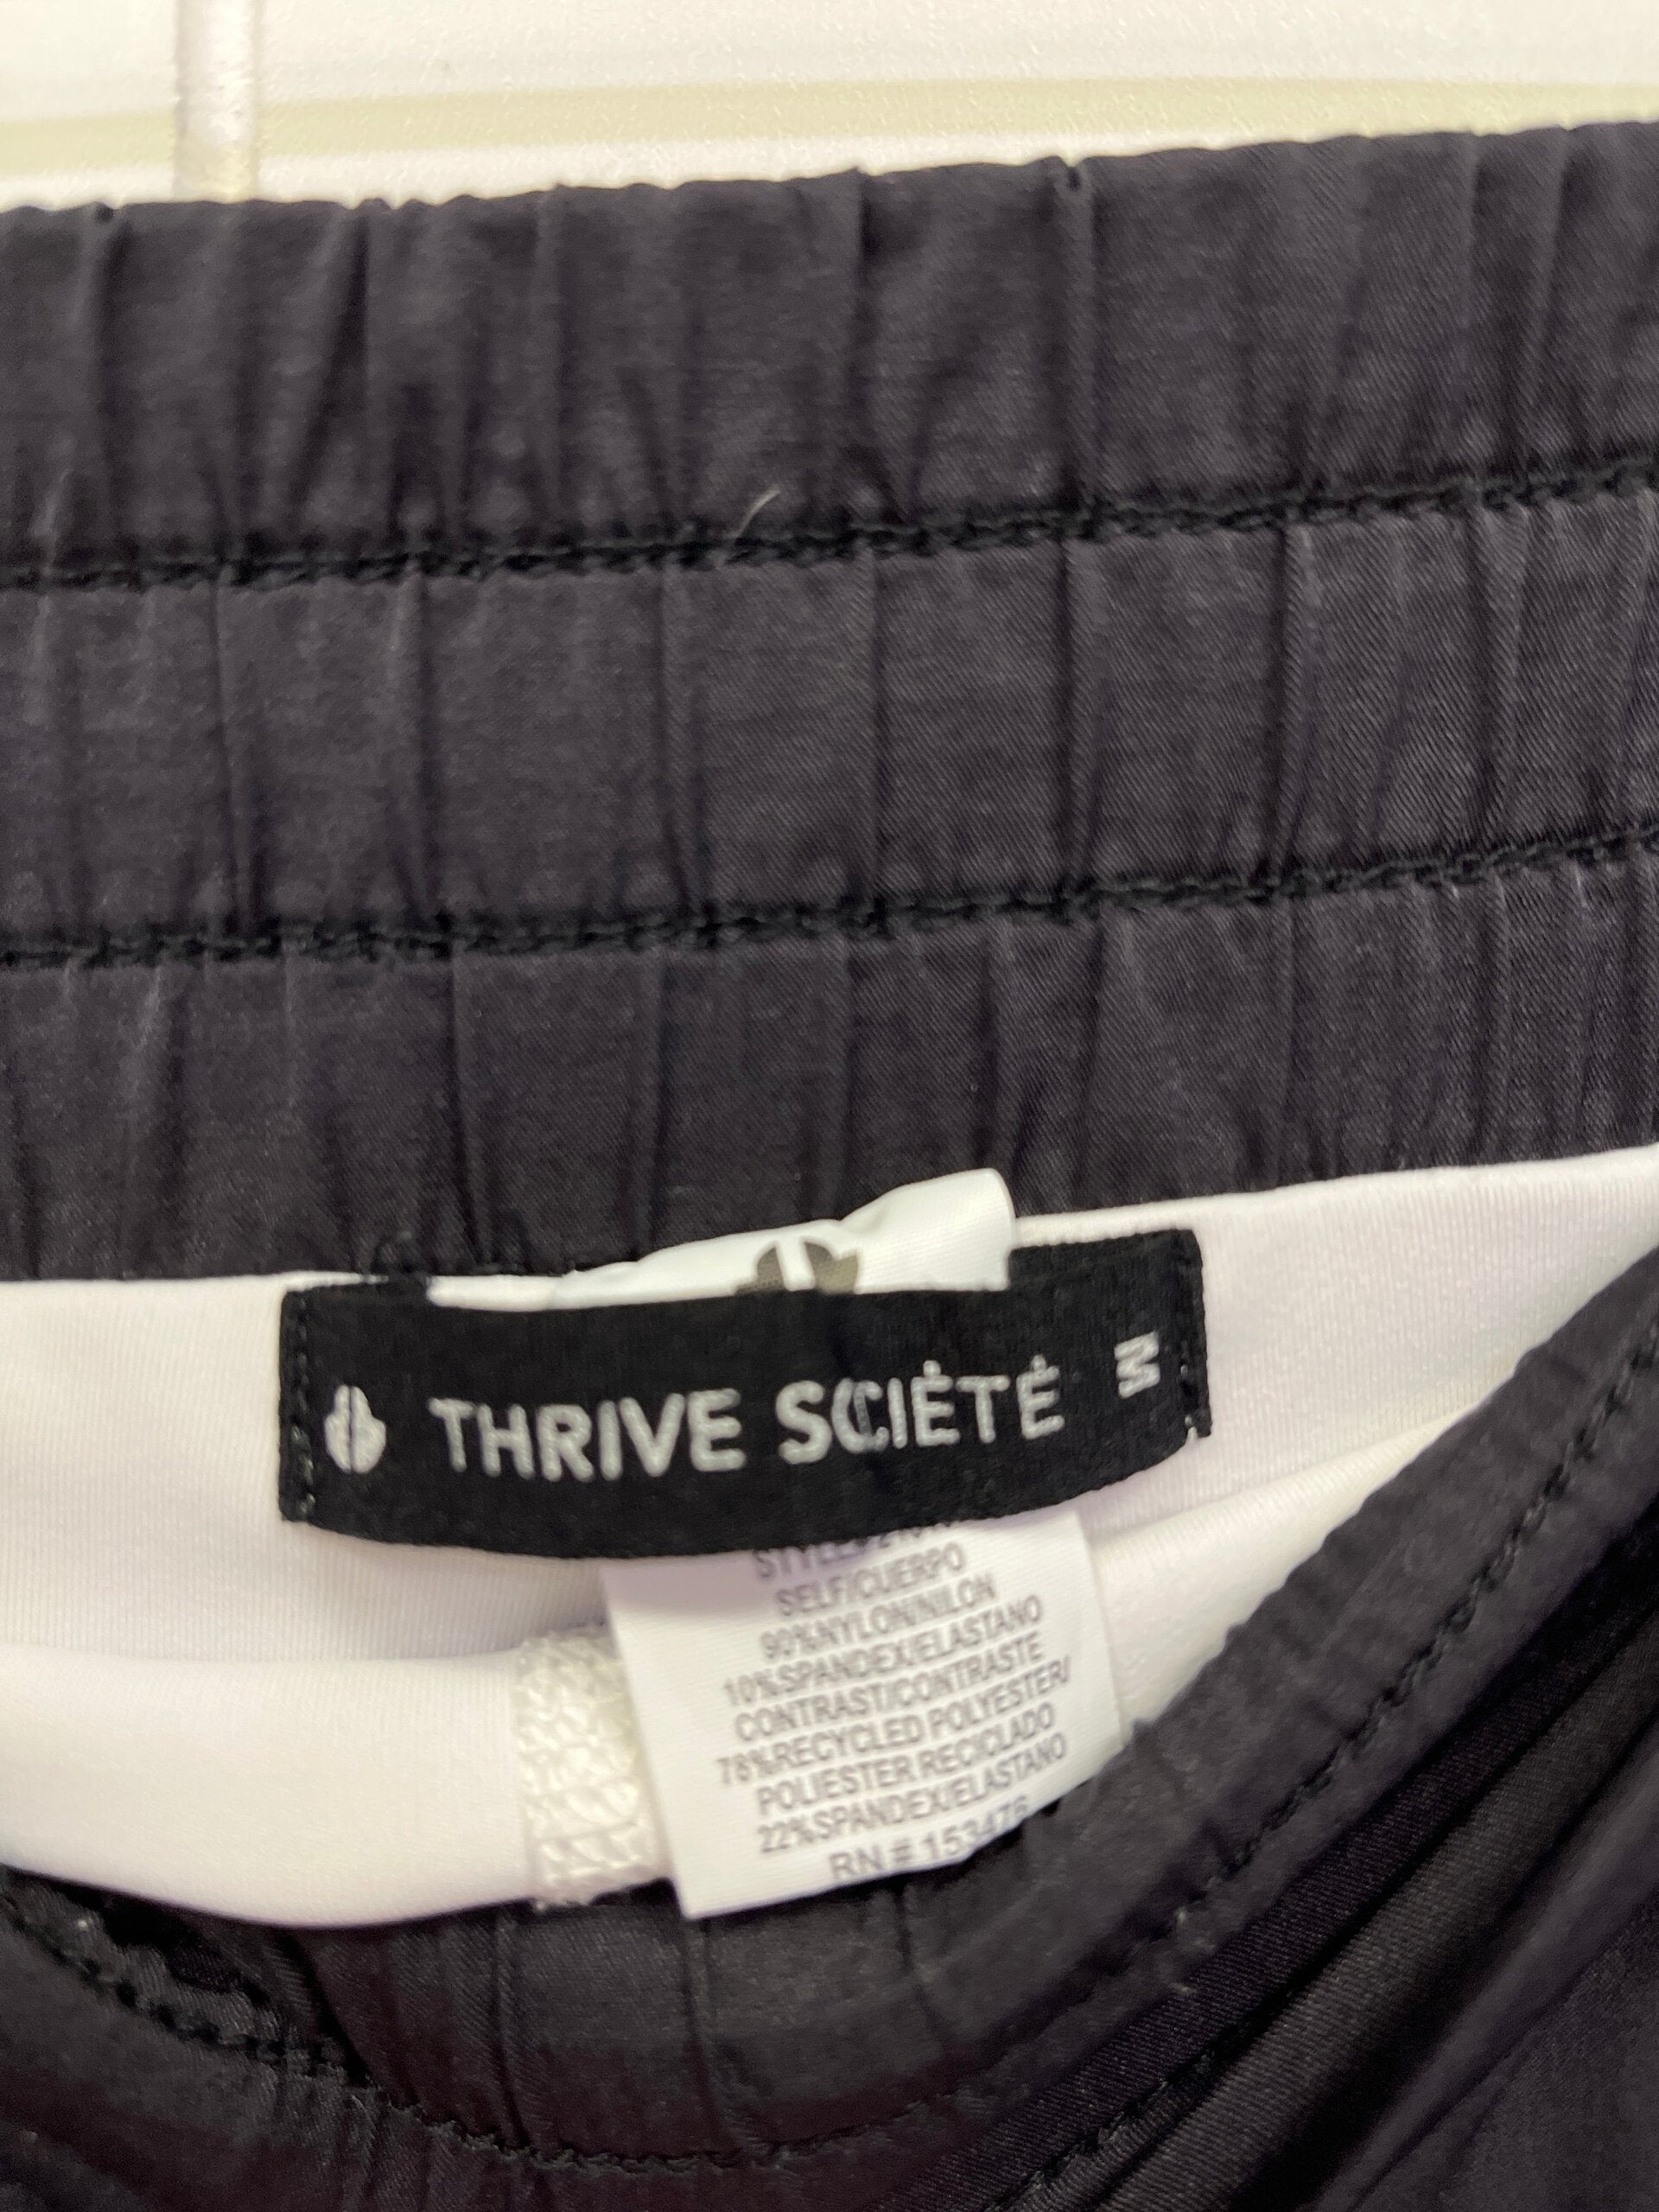 THRIVE SOCIÉTÉ M
SELF/CUERPO
90%NYLON/NILON
10%SPANDEX/ELASTANO
CONTRAST/CONTRASTE
78%RECYCLED POLYESTER/
POLIESTER RECICLADO
22%SPANDEX/ELASTANO
RN # 153476